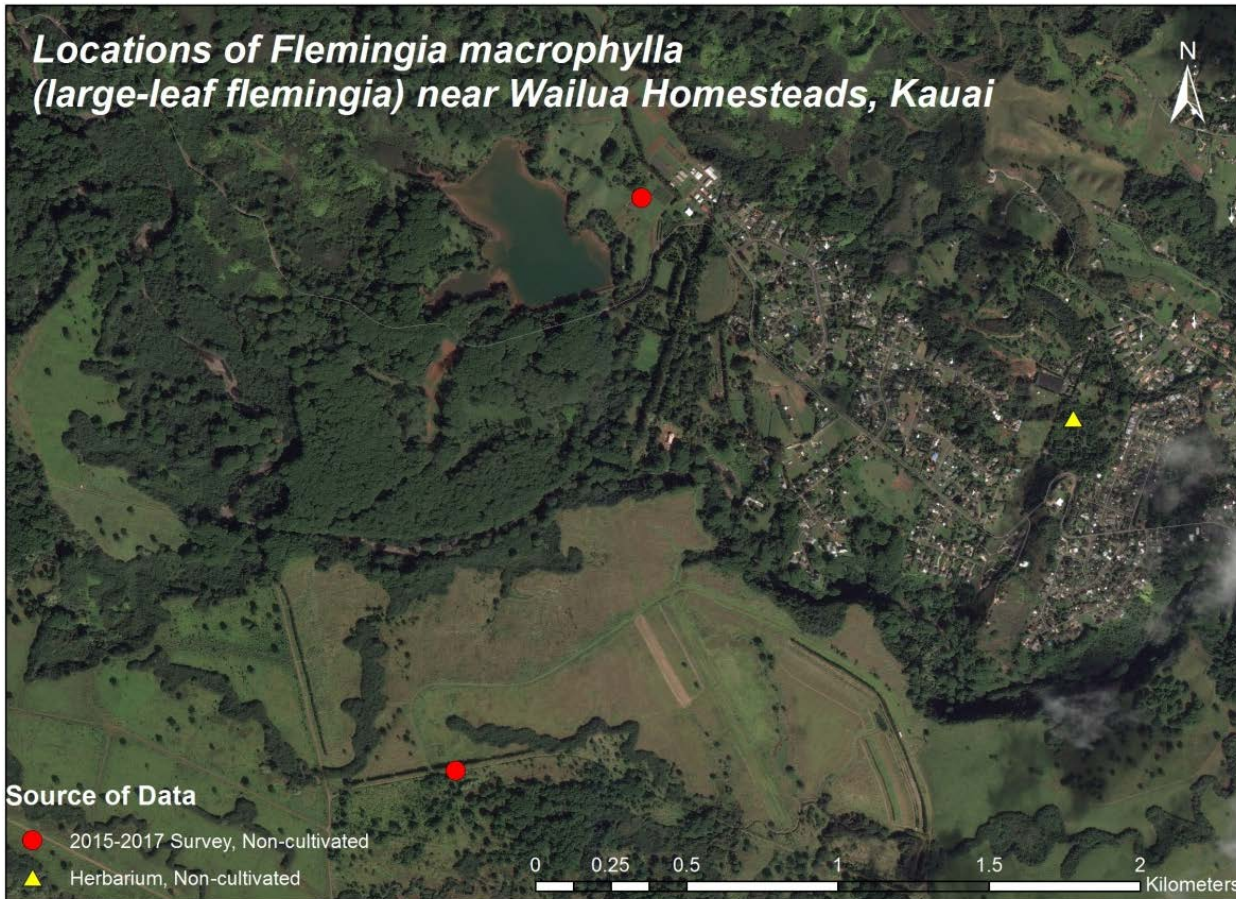 Locations of Flemingia macrophylla
(large-leaf flemingia) near Wailua Homesteads, Kauai
N
Source of Data
2015-2017 Survey, Non-cultivated
Herbarium, Non-cultivated
0 0.25 0.5 1 1.5 2
Kilometers